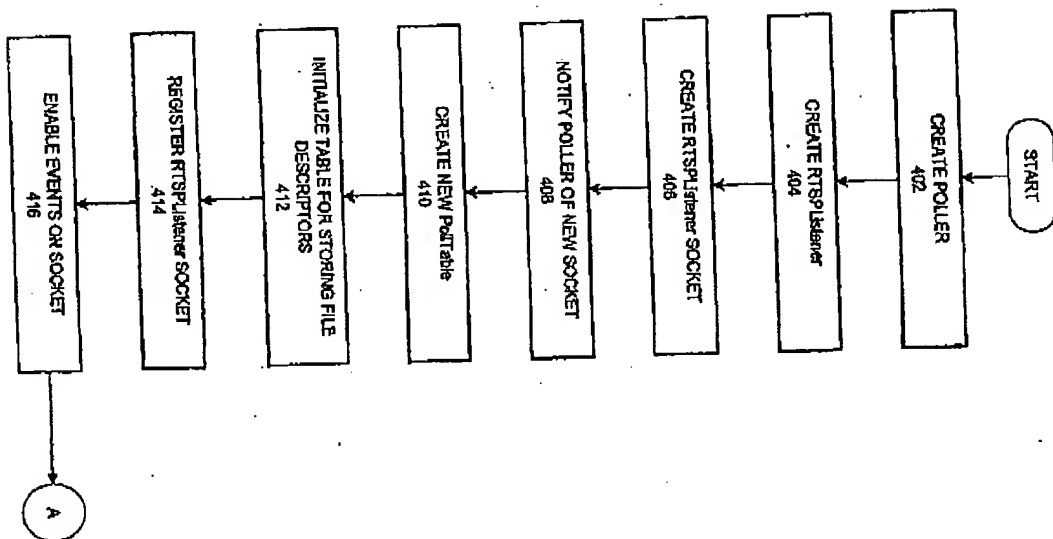 START
CREATE POLLER
402
CREATE RTSPListener
404
CREATE RTSPListener SOCKET
406
NOTIFY POLLER OF NEW SOCKET
408
CREATE NEW PollTable
410
INITIALIZE TABLE FOR STORING FILE
DESCRIPTORS
412
REGISTER RTSPListener SOCKET
414
ENABLE EVENTS OR SOCKET
416
A